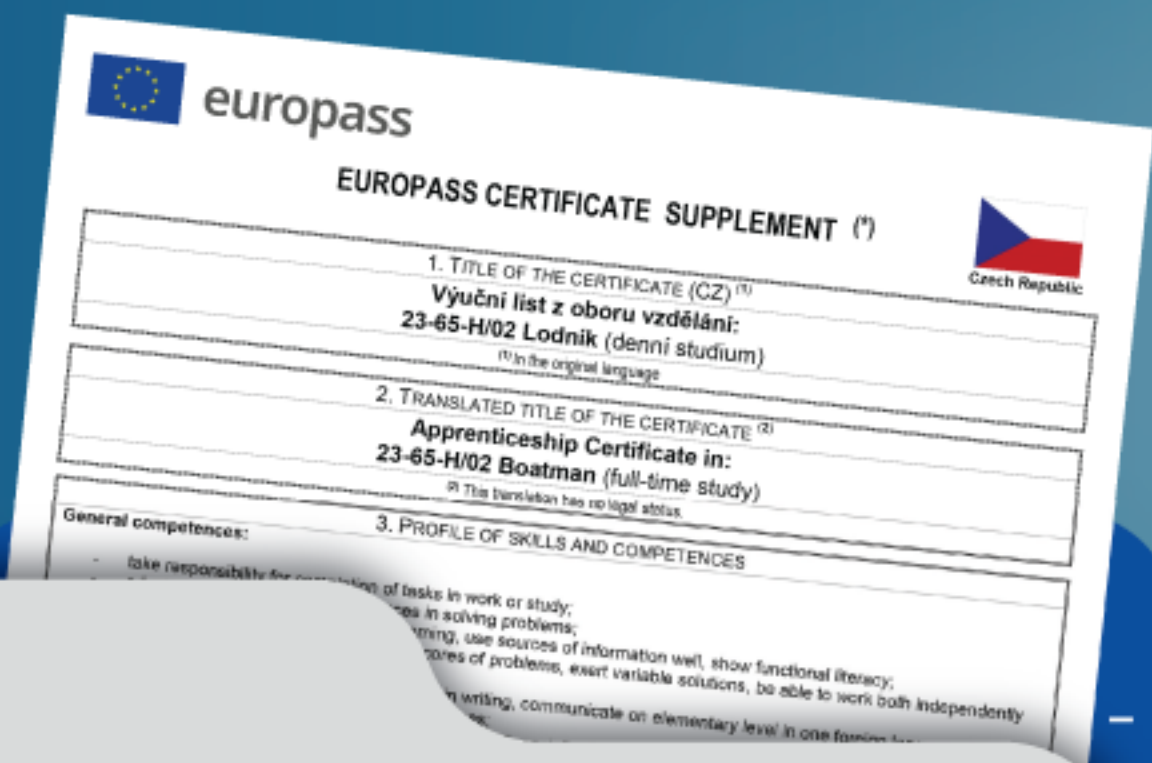 europass
EUROPASS CERTIFICATE SUPPLEMENT (*)
Czech Republic
1. TITLE OF THE CERTIFICATE (CZ) (1)
Výuční list z oboru vzdělání:
23-65-H/02 Lodník (denní studium)
(1) In the original language
2. TRANSLATED TITLE OF THE CERTIFICATE (2)
Apprenticeship Certificate in:
23-65-H/02 Boatman (full-time study)
(2) This translation has no legal status.
3. PROFILE OF SKILLS AND COMPETENCES
General competences:
- take responsibility for of tasks in work or study;
in solving problems;
use sources of information well, show functional literacy;
of problems, exert variable solutions, be able to work both independently
writing, communicate on elementary level in one